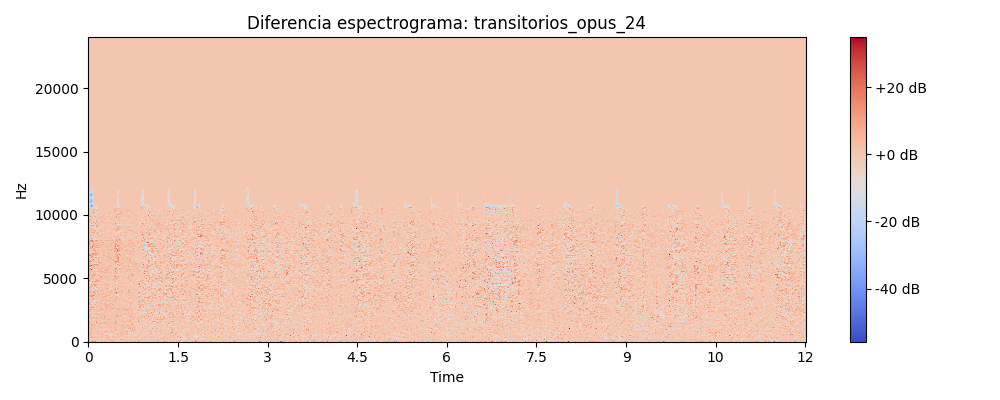 Diferencia espectrograma: transitorios_opus_24
Hz
20000
15000
10000
5000
0
0 1.5 3 4.5 6 7.5 9 10 12
Time
+20 dB
+0 dB
-20 dB
-40 dB